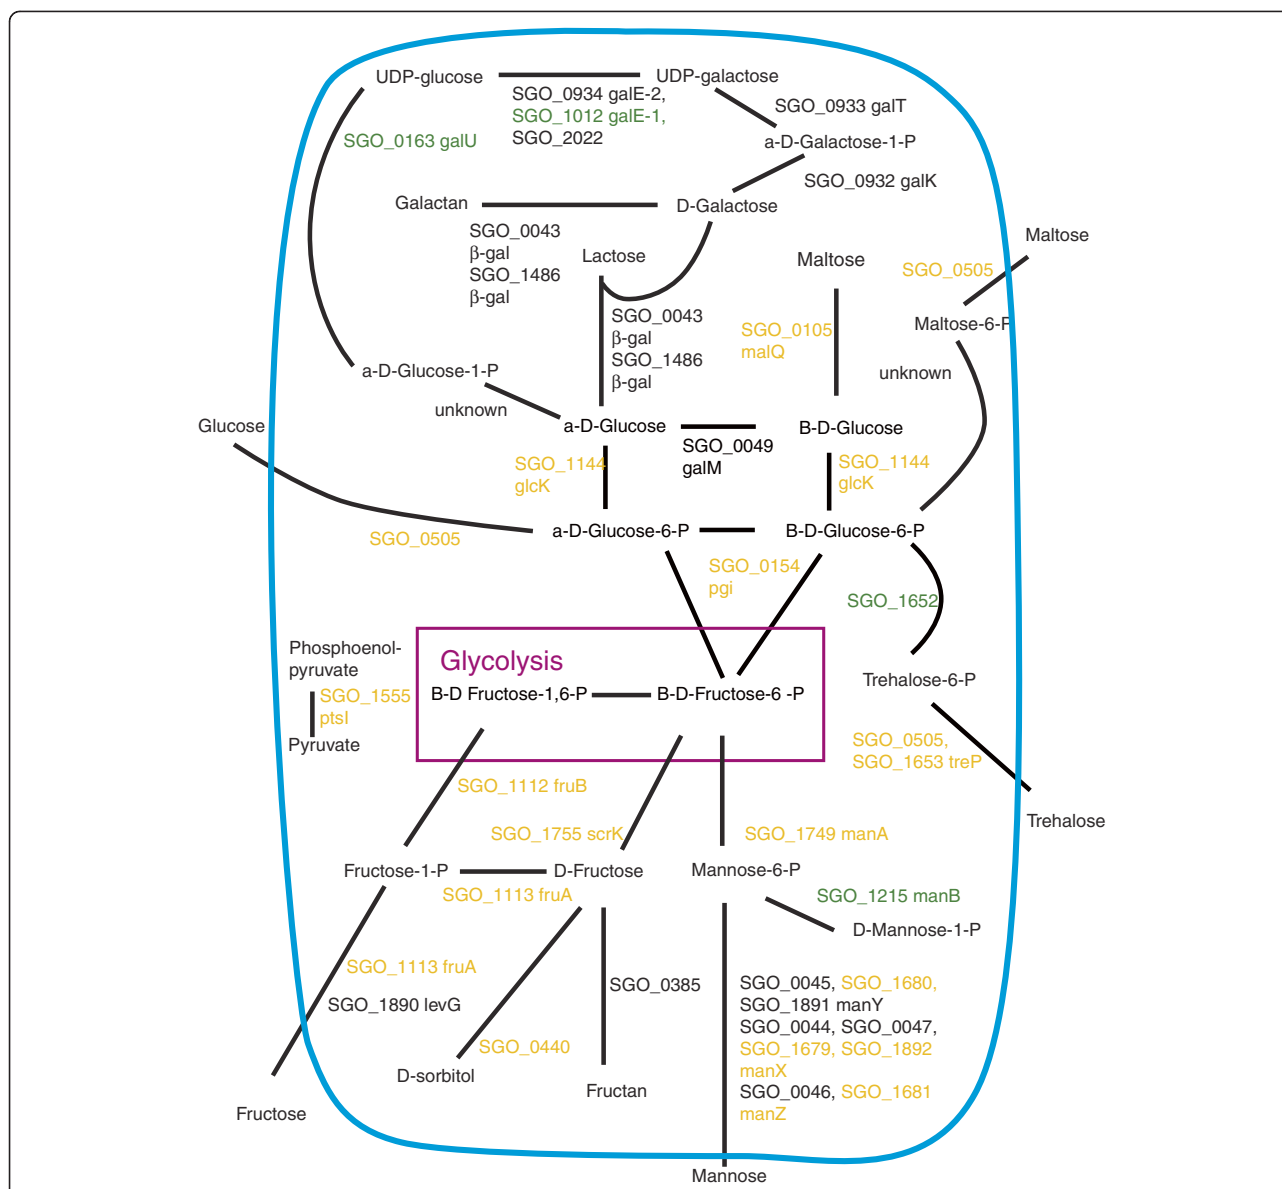 UDP-glucose
UDP-galactose
SGO_0934 galE-2,
SGO_1012 galE-1,
SGO_2022
SGO_0933 galT
SGO_0163 galU
a-D-Galactose-1-P
SGO_0932 galK
Galactan
D-Galactose
SGO_0043
β-gal
SGO_1486
β-gal
Lactose
Maltose
Maltose
SGO_0505
SGO_0043
β-gal
SGO_1486
β-gal
SGO_0105
malQ
Maltose-6-P
unknown
a-D-Glucose-1-P
unknown
Glucose
a-D-Glucose
B-D-Glucose
SGO_0049
galM
SGO_1144
glcK
SGO_1144
glcK
SGO_0505
a-D-Glucose-6-P
B-D-Glucose-6-P
SGO_0154
pgi
SGO_1652
Phosphoenol-
pyruvate
SGO_1555
ptsI
Pyruvate
Glycolysis
B-D Fructose-1,6-P
B-D-Fructose-6 -P
Trehalose-6-P
SGO_0505,
SGO_1653 treP
Trehalose
SGO_1112 fruB
SGO_1755 scrK
SGO_1749 manA
Fructose-1-P
D-Fructose
Mannose-6-P
SGO_1113 fruA
SGO_1215 manB
D-Mannose-1-P
SGO_1113 fruA
SGO_1890 levG
SGO_0385
SGO_0045, SGO_1680,
SGO_1891 manY
SGO_0044, SGO_0047,
SGO_1679, SGO_1892
manX
SGO_0046, SGO_1681
manZ
SGO_0440
D-sorbitol
Fructan
Fructose
Mannose